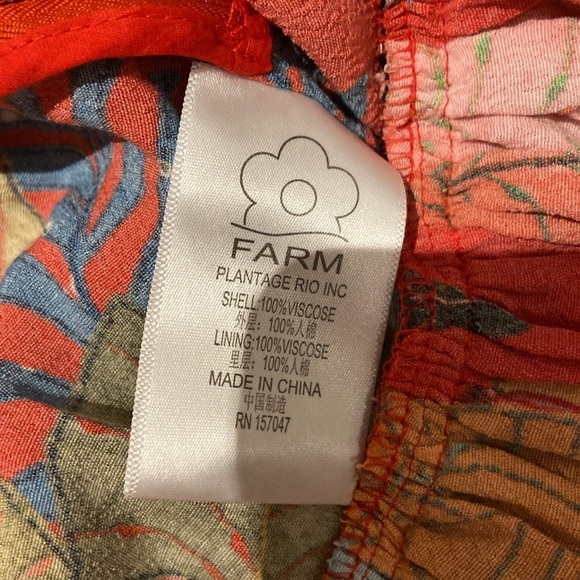 FARM
PLANTAGE RIO INC
SHELL:100%VISCOSE
外层：100%人棉
LINING:100%VISCOSE
里层：100%人棉
MADE IN CHINA
中国制造
RN 157047